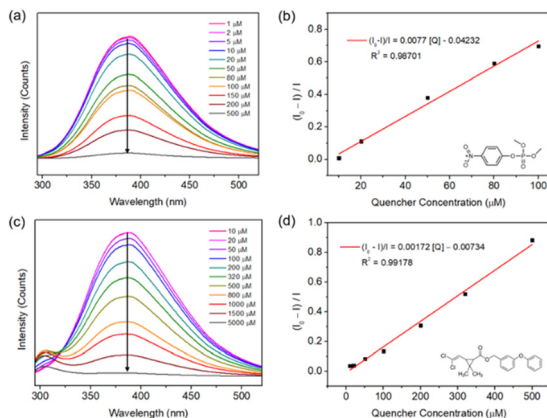 (a)
1 µM
2 µM
5 µM
10 µM
20 µM
50 µM
80 µM
100 µM
150 µM
200 µM
500 µM
Intensity (Counts)
300 350 400 450 500
Wavelength (nm)
(b)
(I₀-I)/I = 0.0077 [Q] - 0.04232
R² = 0.98701
(I₀ – I) / I
0.8
0.6
0.4
0.2
0.0
20 40 60 80 100
Quencher Concentration (µM)
(c)
10 µM
20 µM
50 µM
100 µM
200 µM
320 µM
500 µM
800 µM
1000 µM
1500 µM
5000 µM
Intensity (Counts)
300 350 400 450 500
Wavelength (nm)
(d)
(I₀ - I)/I = 0.00172 [Q] – 0.00734
R² = 0.99178
(I₀ – I) / I
1.0
0.8
0.6
0.4
0.2
0.0
0 100 200 300 400 500
Quencher Concentration (µM)